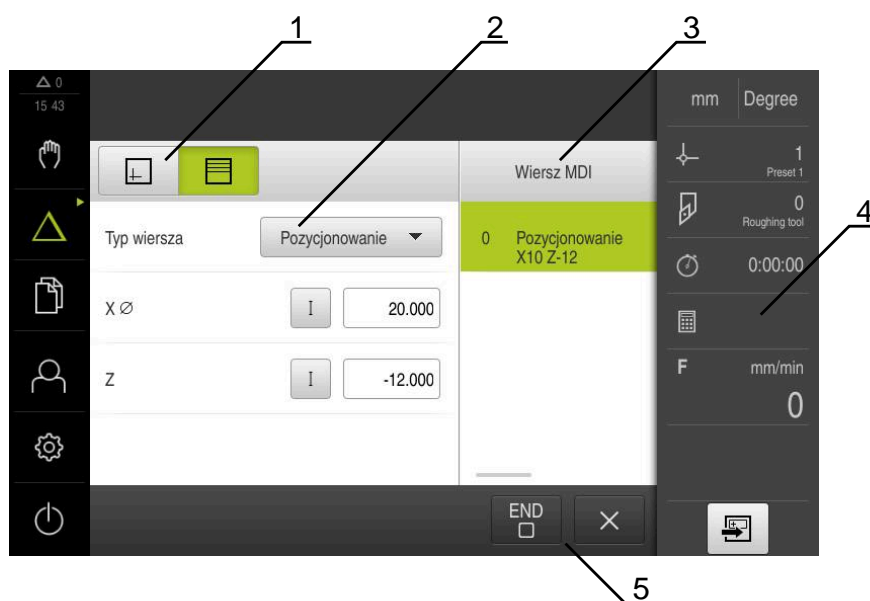 1
2
3
0
15 43
mm Degree
1
Preset 1
Wiersz MDI
0
Roughing tool
4
Typ wiersza
Pozycjonowanie
0 Pozycjonowanie
X10 Z-12
0:00:00
X Ø I 20.000
Z I -12.000
F mm/min
0
END
5